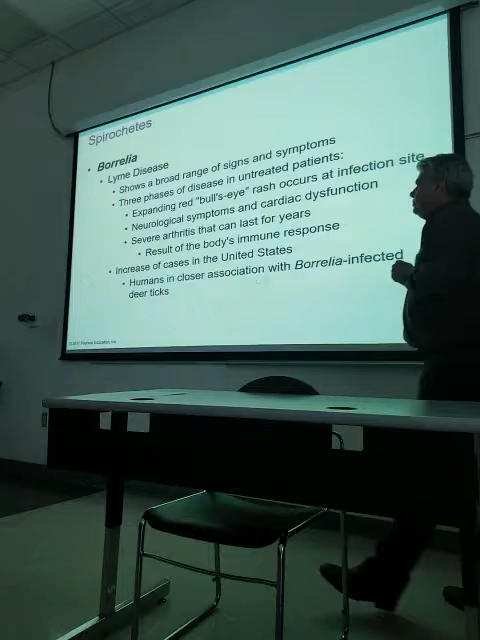 Spirochetes
• Borrelia
• Lyme Disease
• Shows a broad range of signs and symptoms
• Three phases of disease in untreated patients:
• Expanding red "bull's-eye" rash occurs at infection site
• Neurological symptoms and cardiac dysfunction
• Severe arthritis that can last for years
• Result of the body's immune response
• Increase of cases in the United States
• Humans in closer association with Borrelia-infected
deer ticks
Pearson Education, Inc.